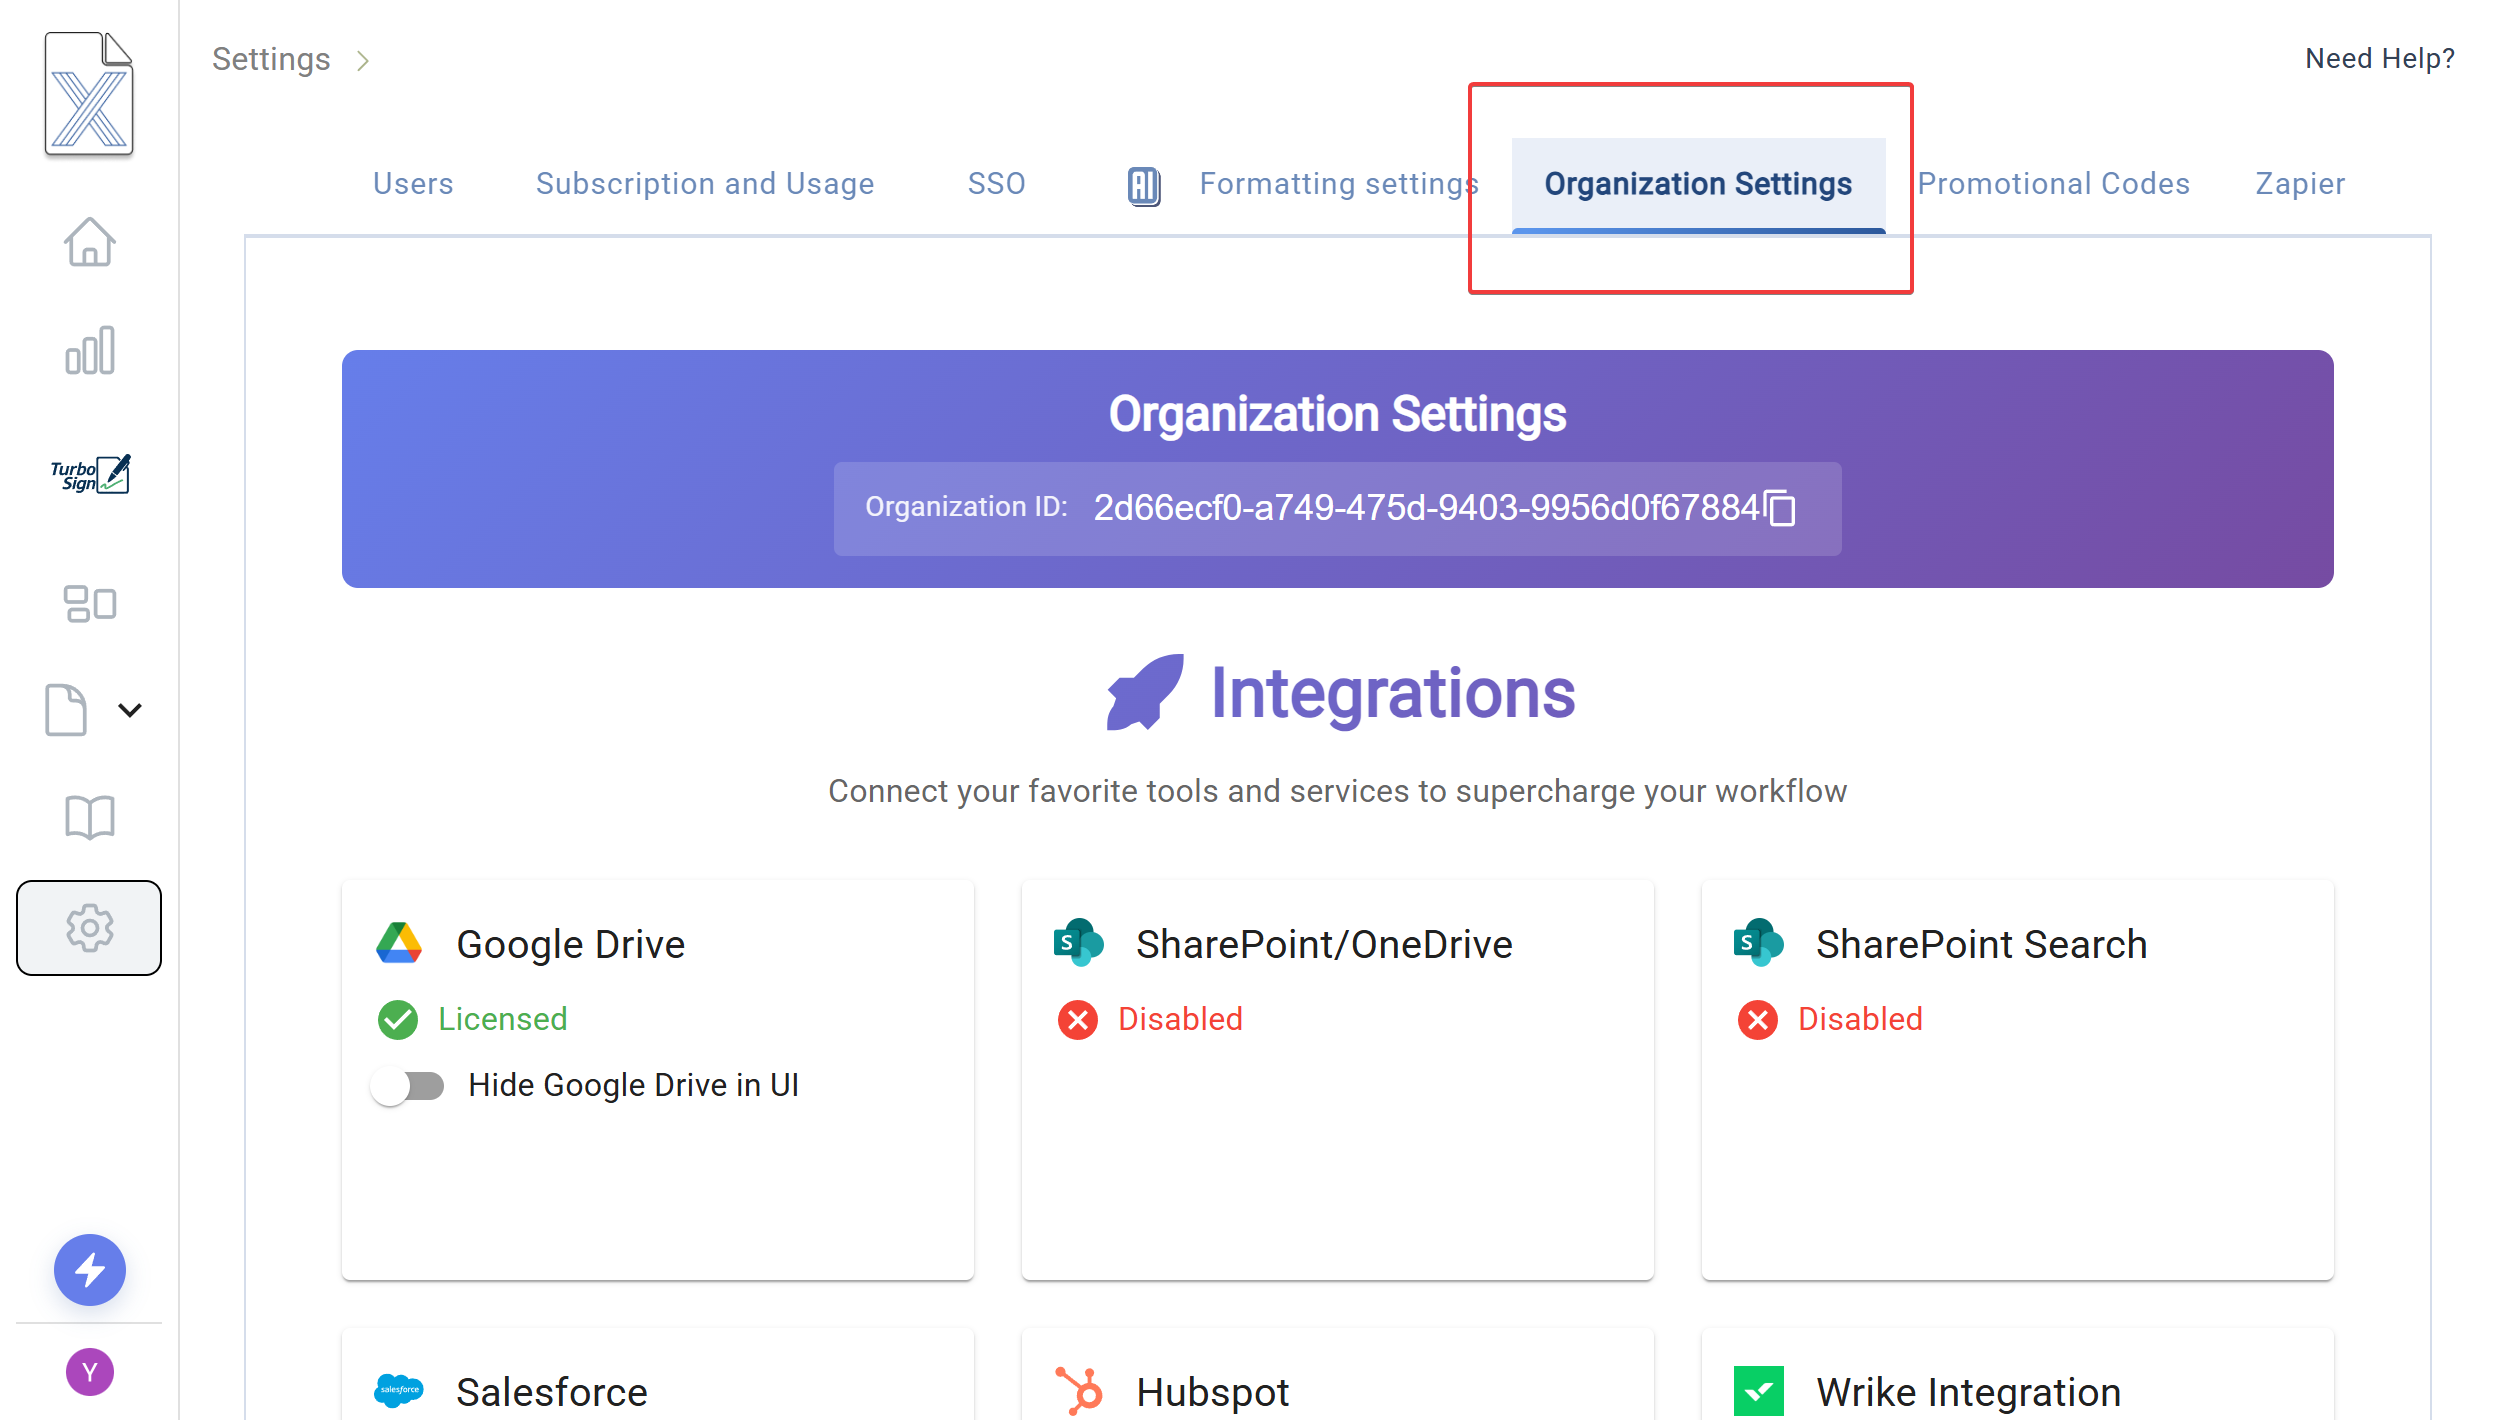 Settings
Need Help?
Users
Subscription and Usage
SSO
AI
Formatting settings
Organization Settings
Promotional Codes
Zapier
Turbo
Sign
Organization Settings
Organization ID: 2d66ecf0-a749-475d-9403-9956d0f67884
Integrations
Connect your favorite tools and services to supercharge your workflow
Google Drive
Licensed
Hide Google Drive in UI
S
SharePoint/OneDrive
Disabled
S
SharePoint Search
Disabled
salesforce
Salesforce
Hubspot
Wrike Integration
Y